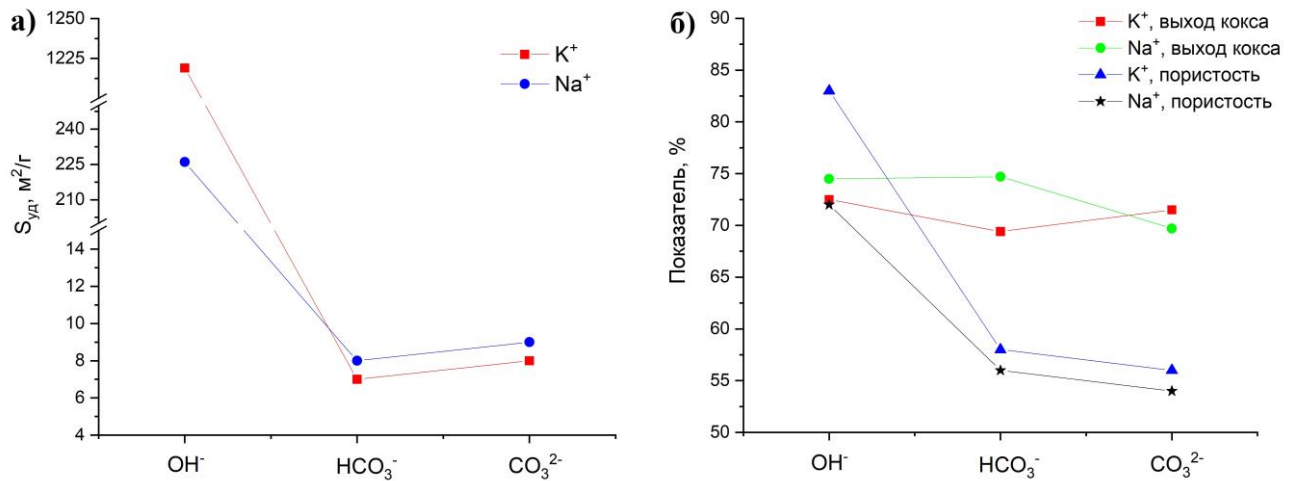 а)
1250
1225
240
225
210
14
12
10
8
6
4
Sуд, м²/г
K⁺
Na⁺
OH⁻
HCO₃⁻
CO₃²⁻
б)
90
85
80
75
70
65
60
55
50
Показатель, %
K⁺, выход кокса
Na⁺, выход кокса
K⁺, пористость
Na⁺, пористость
OH⁻
HCO₃⁻
CO₃²⁻